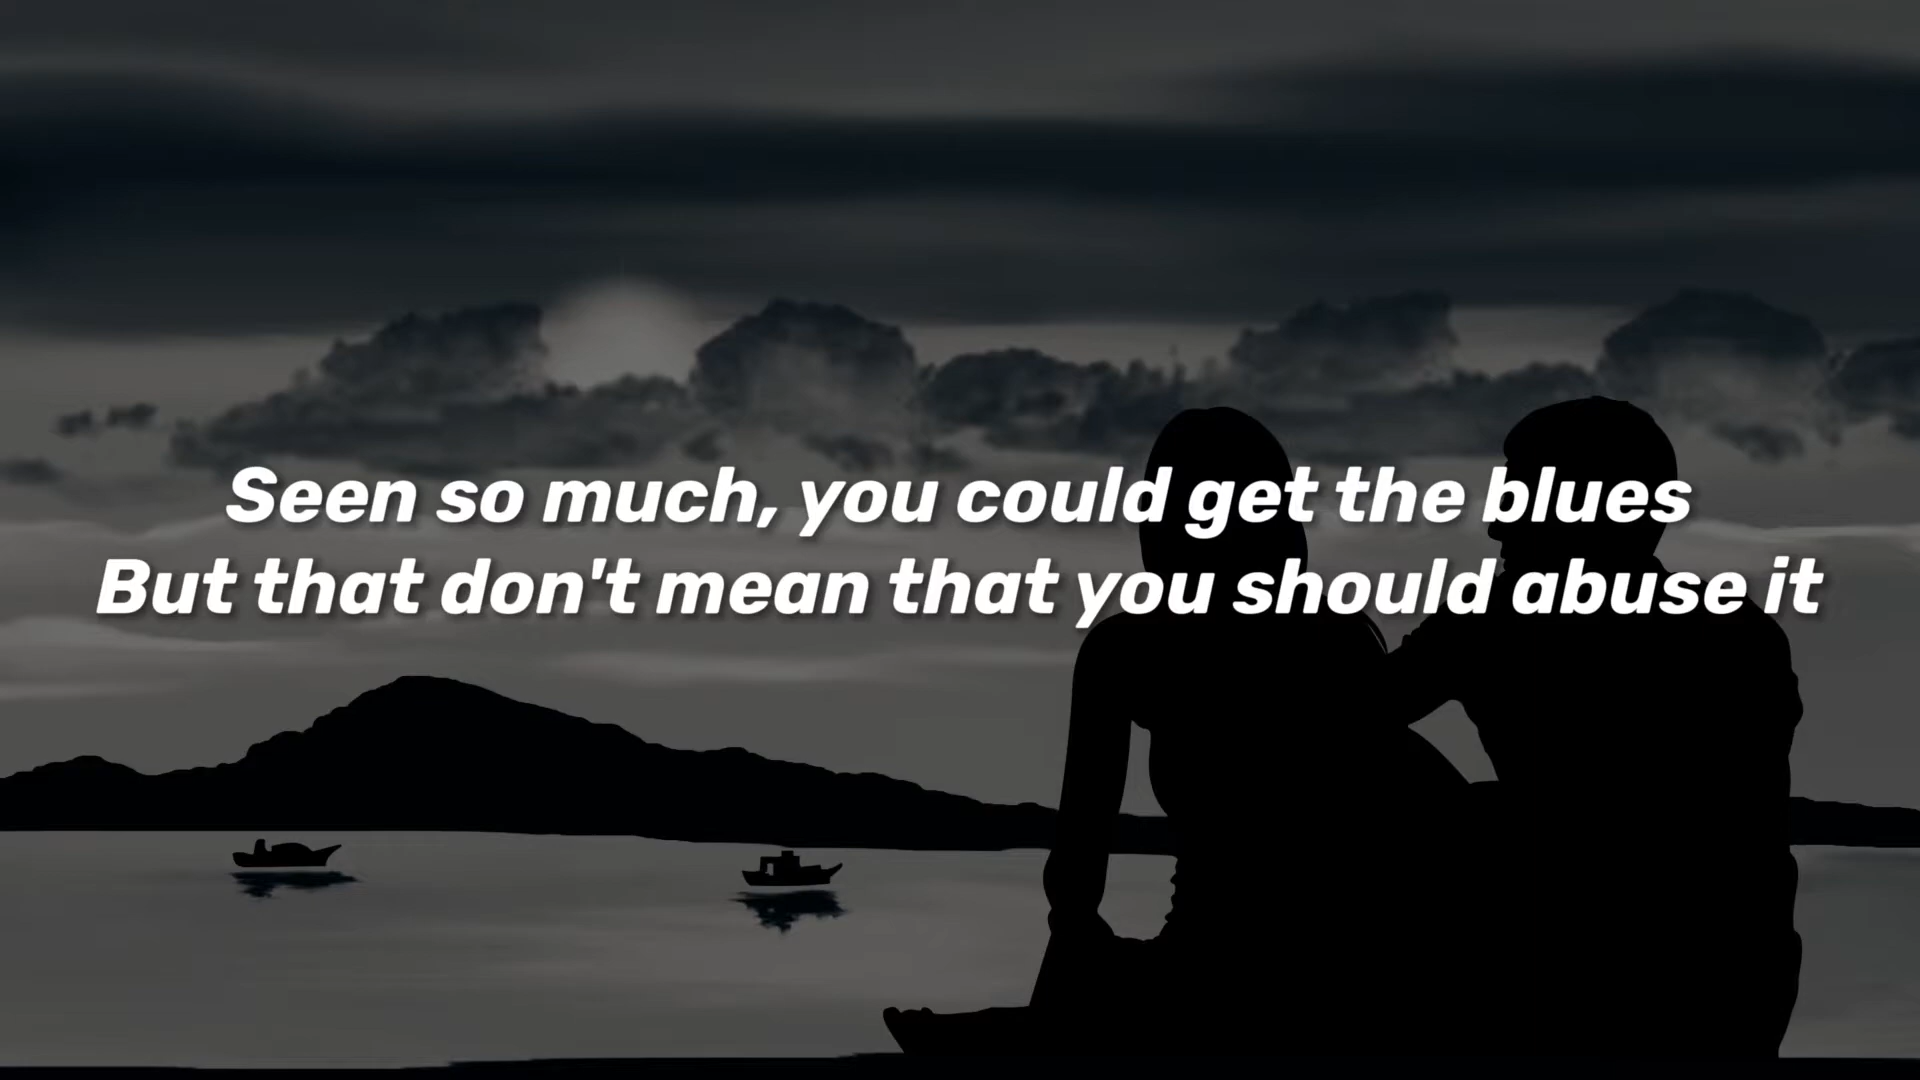 Seen so much, you could get the blues
But that don't mean that you should abuse it